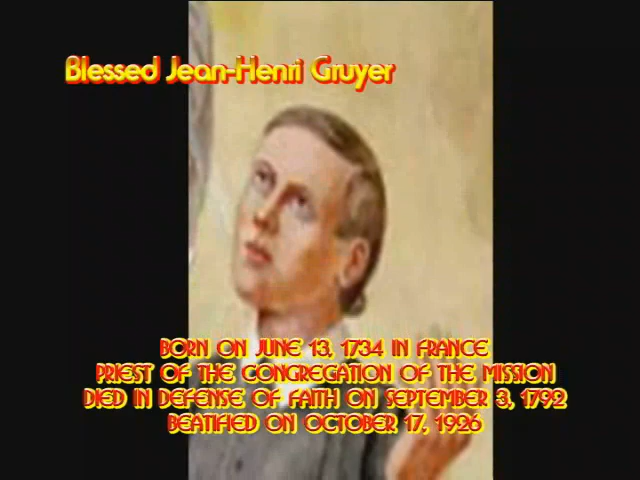 Blessed Jean-Henri Gruyer
BORN ON JUNE 13, 1734 IN FRANCE
PRIEST OF THE CONGREGATION OF THE MISSION
DIED IN DEFENSE OF FAITH ON SEPTEMBER 3, 1792
BEATIFIED ON OCTOBER 17, 1926